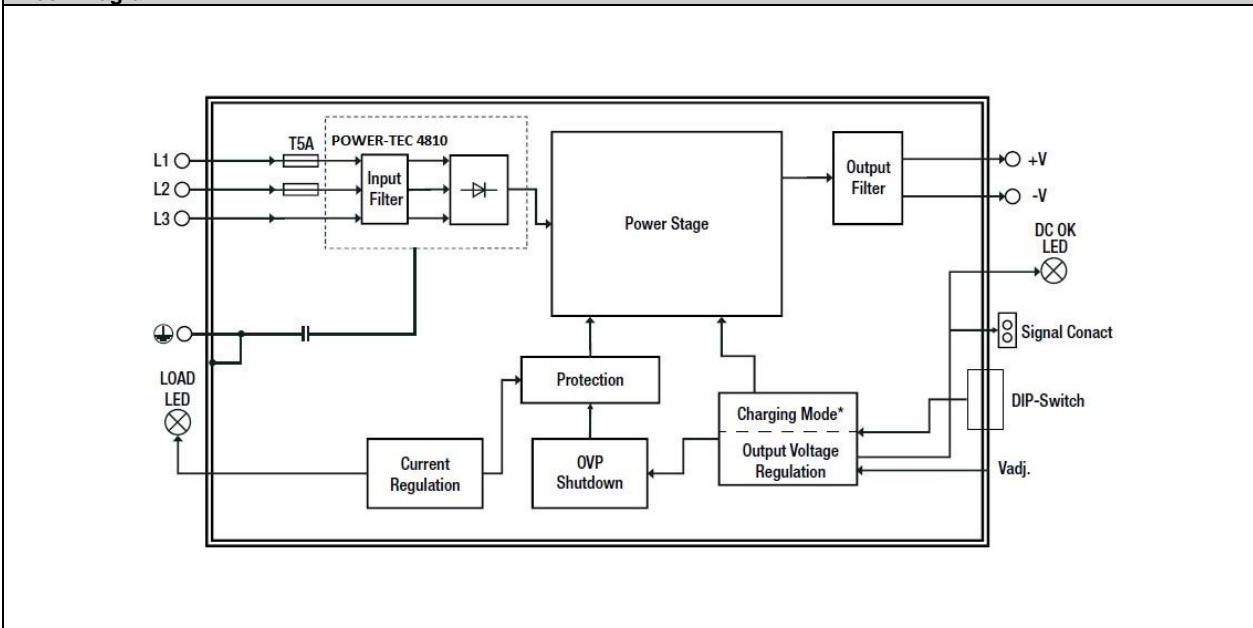 T5A
POWER-TEC 4810
L1
L2
L3
Input
Filter
Power Stage
Output
Filter
+V
-V
DC OK
LED
Signal Conact
DIP-Switch
Vadj.
LOAD
LED
Protection
Current
Regulation
OVP
Shutdown
Charging Mode*
Output Voltage
Regulation